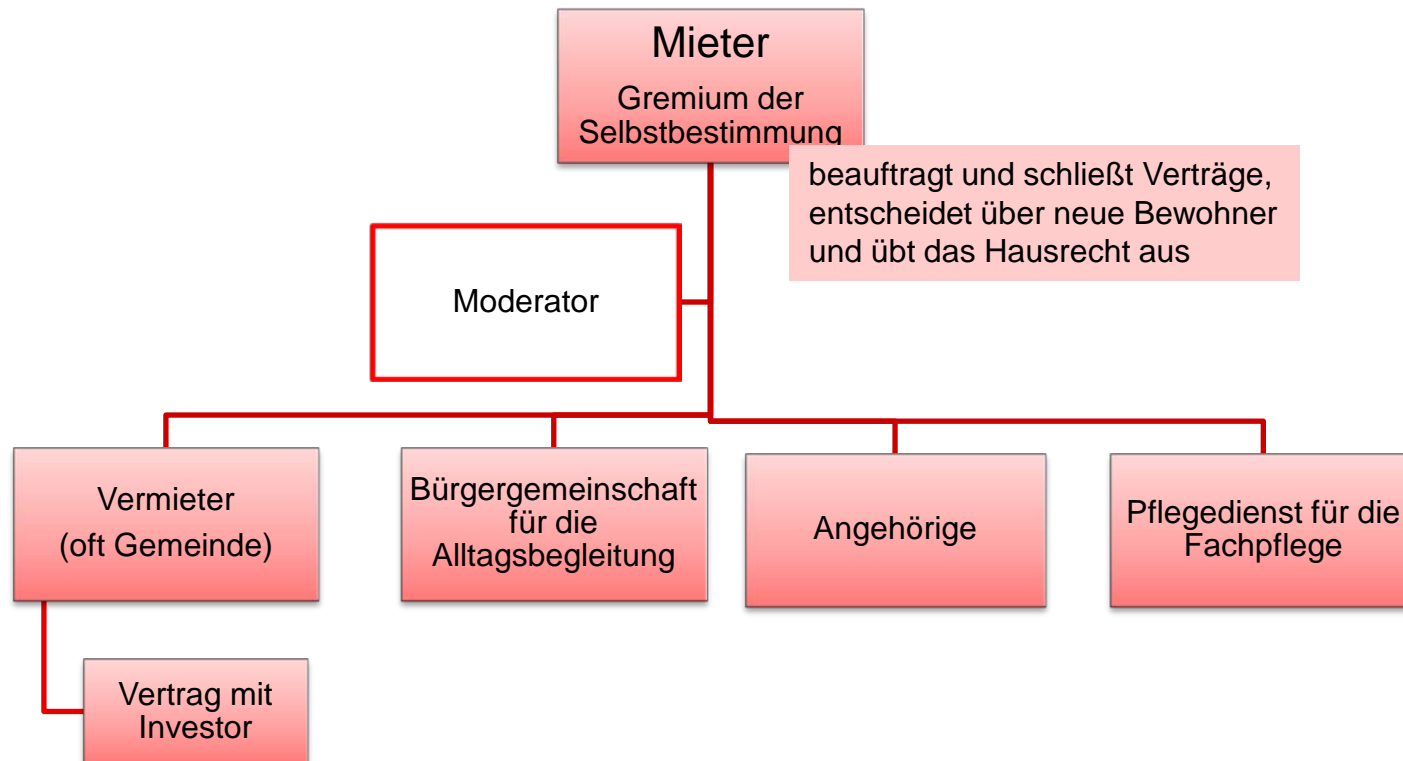 Mieter
Gremium der
Selbstbestimmung
beauftragt und schließt Verträge,
entscheidet über neue Bewohner
und übt das Hausrecht aus
Moderator
Vermieter
(oft Gemeinde)
Bürgergemeinschaft
für die
Alltagsbegleitung
Angehörige
Pflegedienst für die
Fachpflege
Vertrag mit
Investor